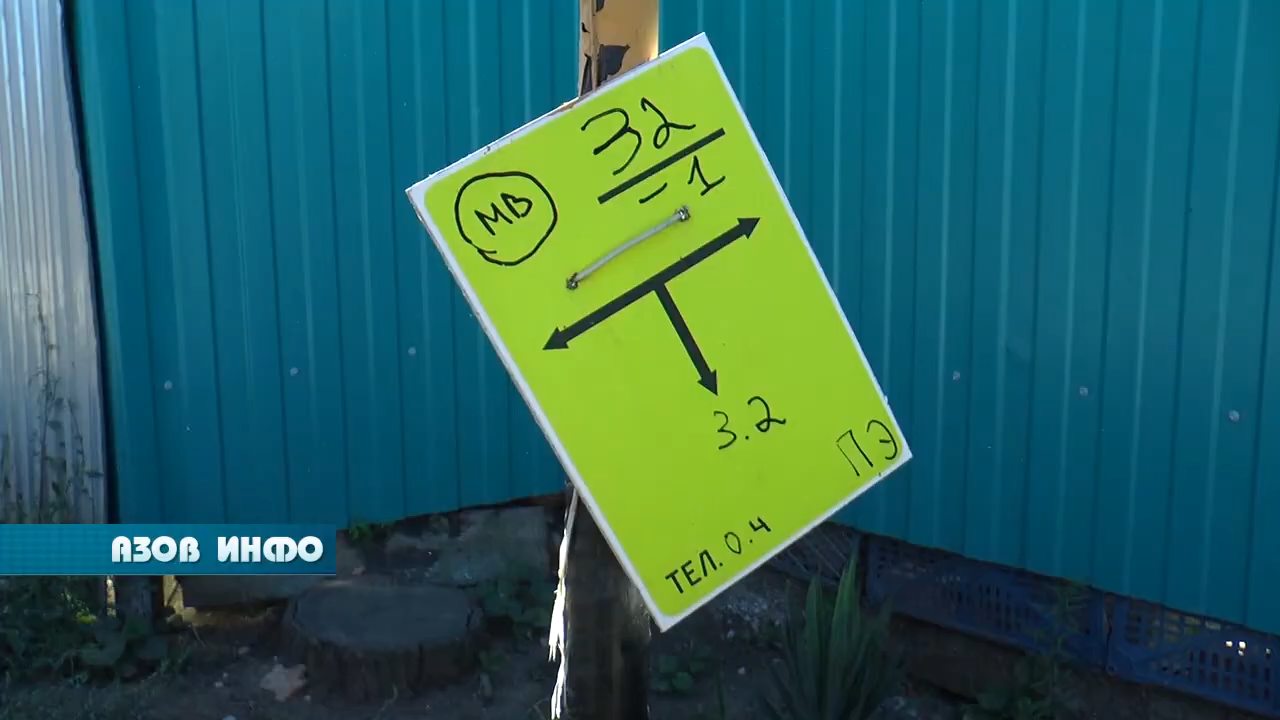 32
МВ
= 1
3.2
ПЭ
ТЕЛ. 0.4
АЗОВ ИНФО